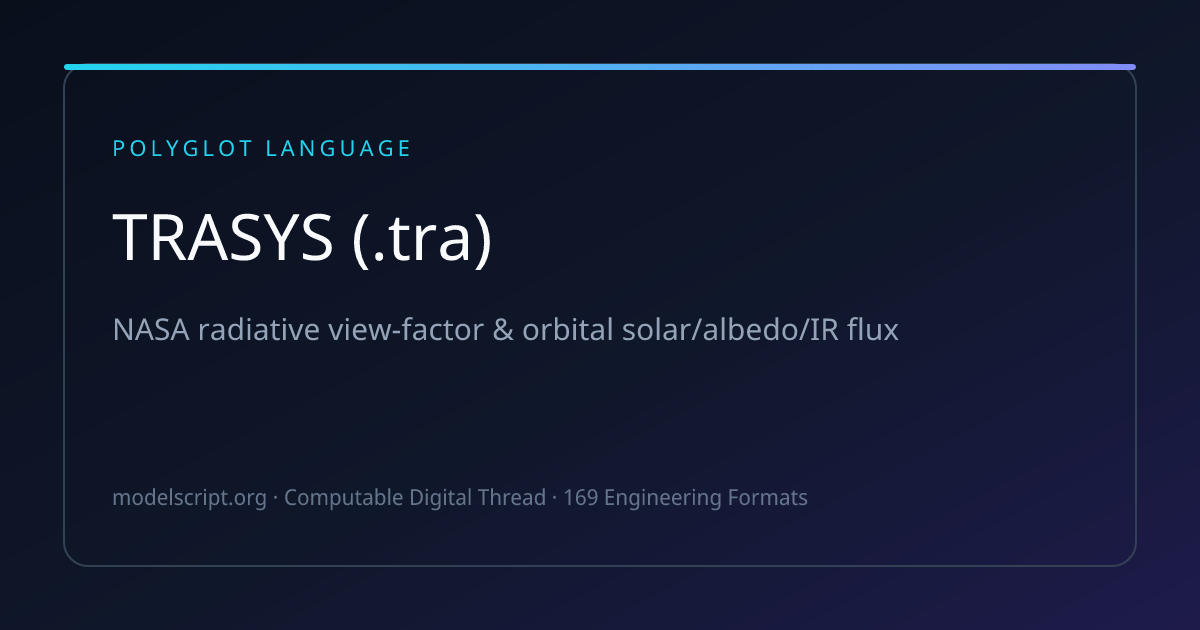 POLYGLOT LANGUAGE
TRASYS (.tra)
NASA radiative view-factor & orbital solar/albedo/IR flux
modelscript.org · Computable Digital Thread · 169 Engineering Formats